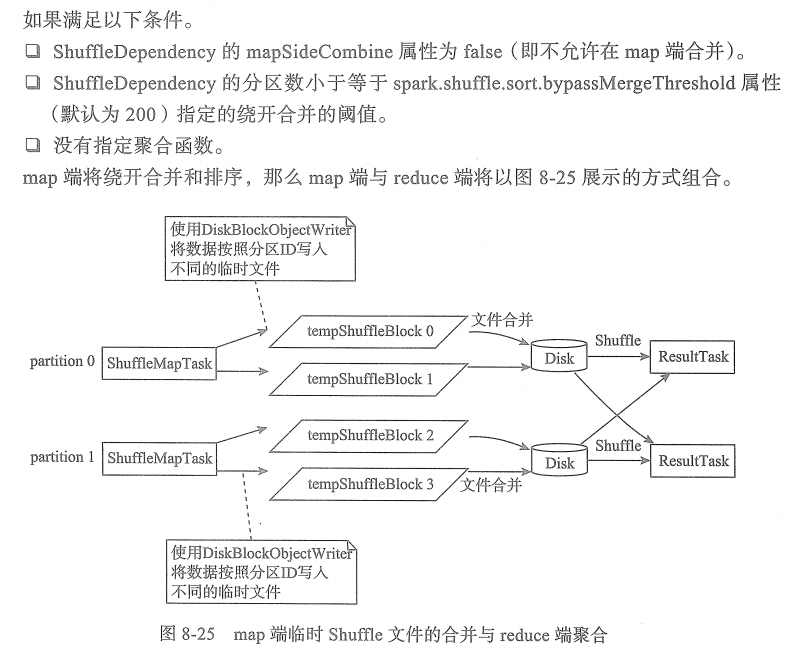 如果满足以下条件。
❏ ShuffleDependency 的 mapSideCombine 属性为 false（即不允许在 map 端合并）。
❏ ShuffleDependency 的分区数小于等于 spark.shuffle.sort.bypassMergeThreshold 属性
（默认为 200）指定的绕开合并的阈值。
❏ 没有指定聚合函数。
map 端将绕开合并和排序，那么 map 端与 reduce 端将以图 8-25 展示的方式组合。
使用DiskBlockObjectWriter
将数据按照分区ID写入
不同的临时文件
partition 0
ShuffleMapTask
tempShuffleBlock 0
文件合并
tempShuffleBlock 1
Disk
Shuffle
ResultTask
partition 1
ShuffleMapTask
tempShuffleBlock 2
tempShuffleBlock 3
文件合并
Disk
Shuffle
ResultTask
使用DiskBlockObjectWriter
将数据按照分区ID写入
不同的临时文件
图 8-25 map 端临时 Shuffle 文件的合并与 reduce 端聚合